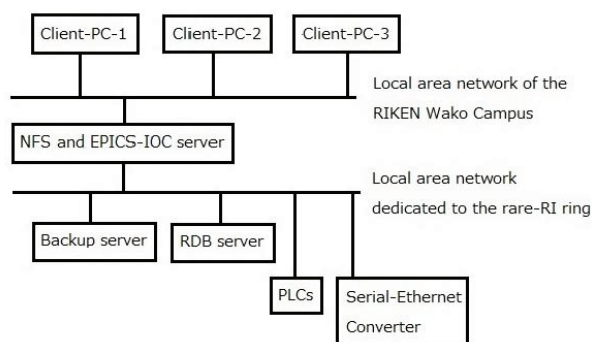 Client-PC-1 Client-PC-2 Client-PC-3
Local area network of the
RIKEN Wako Campus
NFS and EPICS-IOC server
Local area network
dedicated to the rare-RI ring
Backup server RDB server
PLCs Serial-Ethernet
Converter